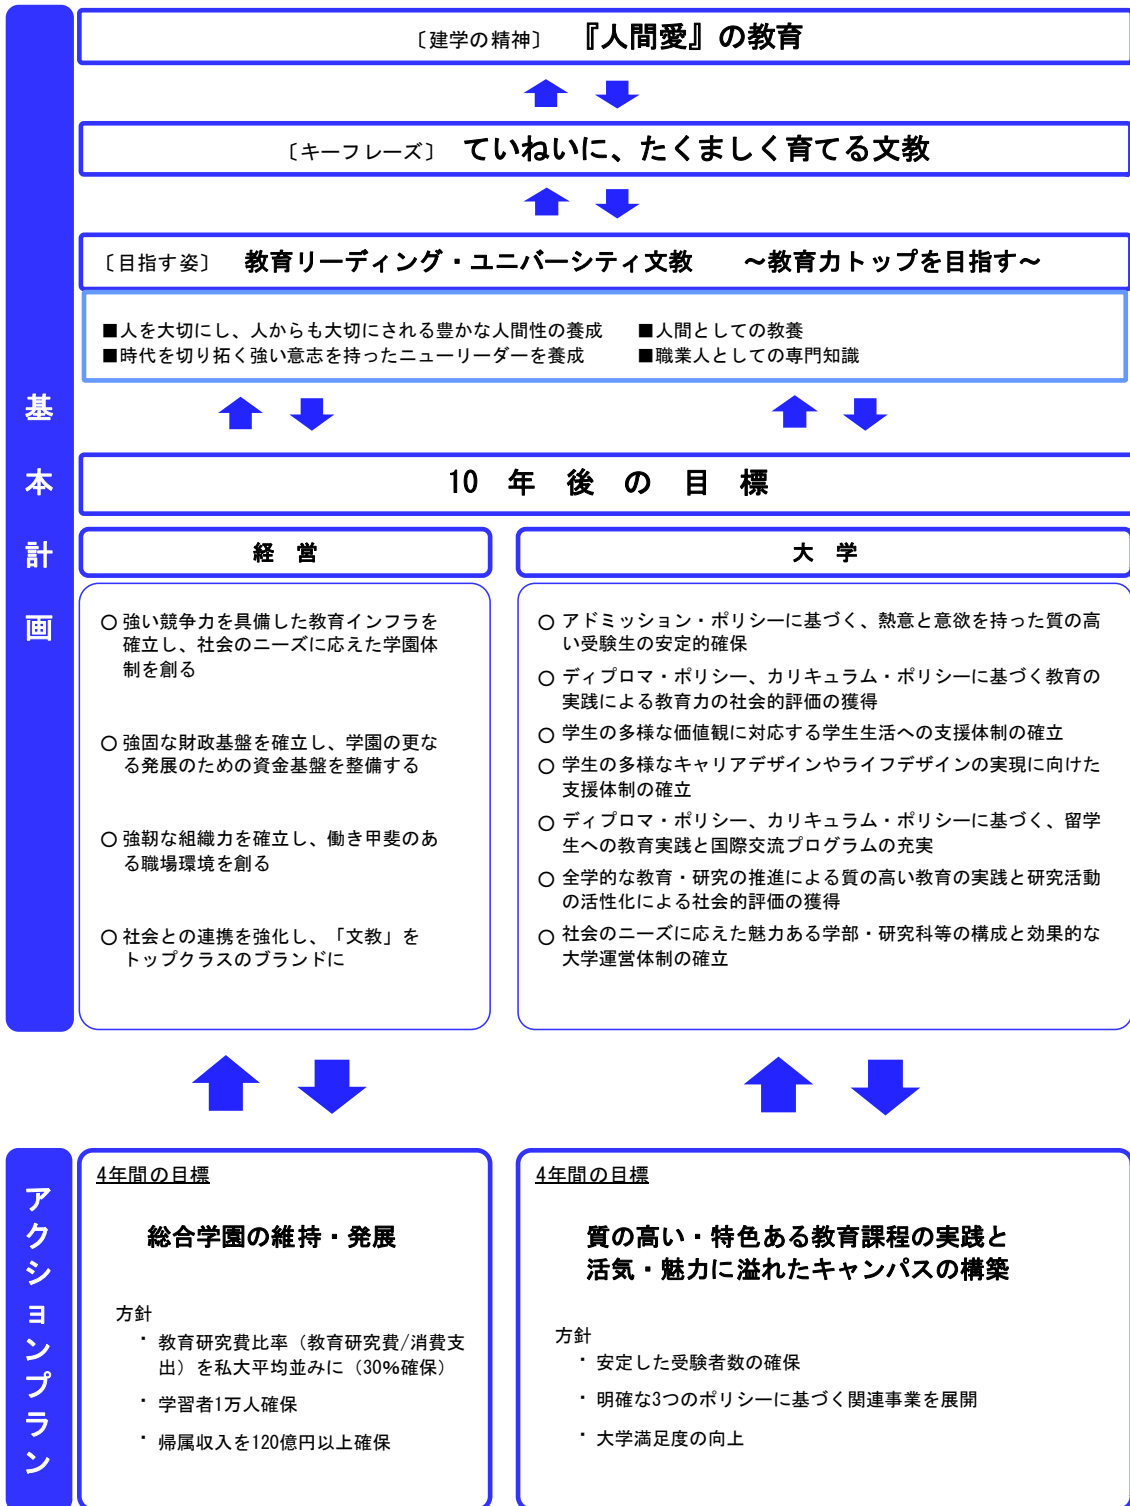 基本計画
〔建学の精神〕 『人間愛』の教育
〔キーフレーズ〕 ていねいに、たくましく育てる文教
〔目指す姿〕 教育リーディング・ユニバーシティ文教 ～教育力トップを目指す～
■人を大切にし、人からも大切にされる豊かな人間性の養成 ■人間としての教養
■時代を切り拓く強い意志を持ったニューリーダーを養成 ■職業人としての専門知識
10年後の目標
経営
○ 強い競争力を具備した教育インフラを
確立し、社会のニーズに応えた学園体
制を創る
○ 強固な財政基盤を確立し、学園の更な
る発展のための資金基盤を整備する
○ 強靭な組織力を確立し、働き甲斐のあ
る職場環境を創る
○ 社会との連携を強化し、「文教」を
トップクラスのブランドに
大学
○ アドミッション・ポリシーに基づく、熱意と意欲を持った質の高
い受験生の安定的確保
○ ディプロマ・ポリシー、カリキュラム・ポリシーに基づく教育の
実践による教育力の社会的評価の獲得
○ 学生の多様な価値観に対応する学生生活への支援体制の確立
○ 学生の多様なキャリアデザインやライフデザインの実現に向けた
支援体制の確立
○ ディプロマ・ポリシー、カリキュラム・ポリシーに基づく、留学
生への教育実践と国際交流プログラムの充実
○ 全学的な教育・研究の推進による質の高い教育の実践と研究活動
の活性化による社会的評価の獲得
○ 社会のニーズに応えた魅力ある学部・研究科等の構成と効果的な
大学運営体制の確立
アクションプラン
4年間の目標
総合学園の維持・発展
方針
・ 教育研究費比率（教育研究費/消費支
出）を私大平均並みに（30%確保）
・ 学習者1万人確保
・ 帰属収入を120億円以上確保
4年間の目標
質の高い・特色ある教育課程の実践と
活気・魅力に溢れたキャンパスの構築
方針
・ 安定した受験者数の確保
・ 明確な3つのポリシーに基づく関連事業を展開
・ 大学満足度の向上